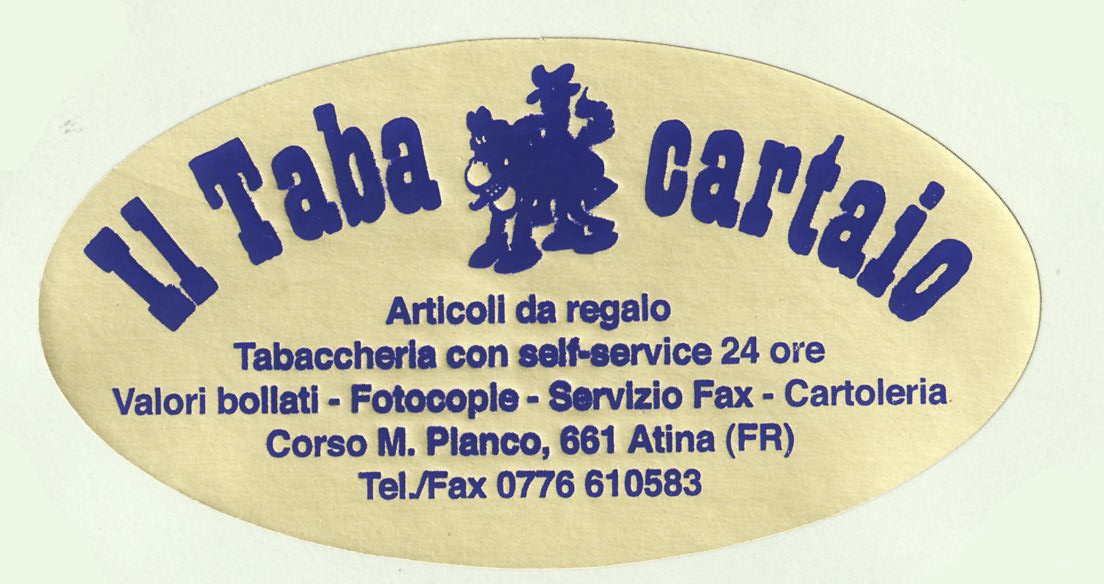 Il Taba cartaio
Articoli da regalo
Tabaccheria con self-service 24 ore
Valori bollati - Fotocopie - Servizio Fax - Cartoleria
Corso M. Planco, 661 Atina (FR)
Tel./Fax 0776 610583